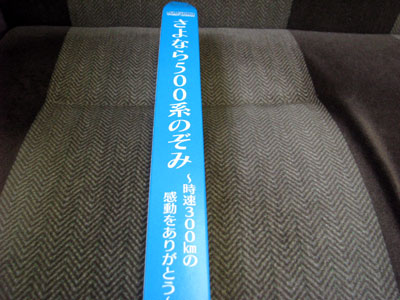 さよなら500系のぞみ
～時速300㎞の
感動をありがとう～